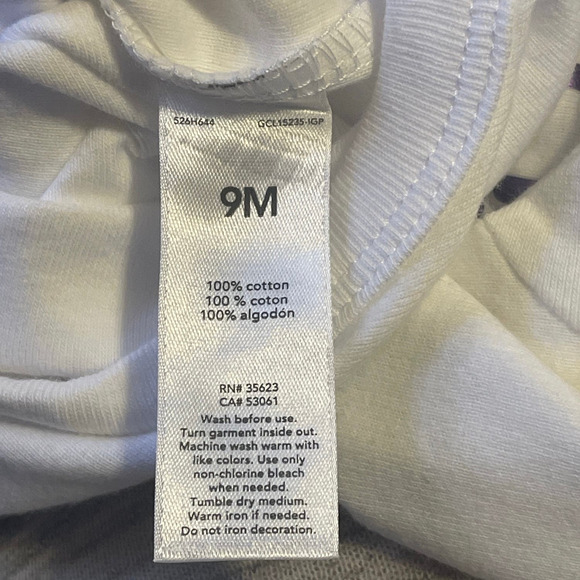 526H644 GCL15235-IGP
9M
100% cotton
100 % coton
100% algodón
RN# 35623
CA# 53061
Wash before use.
Turn garment inside out.
Machine wash warm with
like colors. Use only
non-chlorine bleach
when needed.
Tumble dry medium.
Warm iron if needed.
Do not iron decoration.